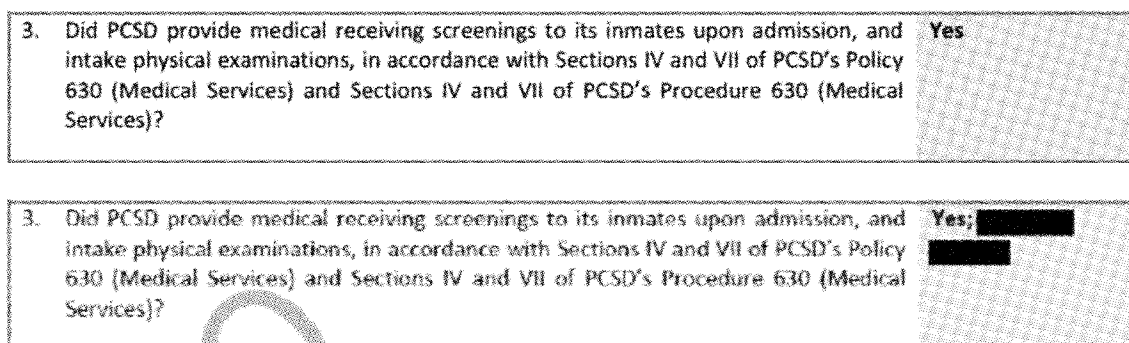 3. Did PCSD provide medical receiving screenings to its inmates upon admission, and Yes
intake physical examinations, in accordance with Sections IV and VII of PCSD's Policy
630 (Medical Services) and Sections IV and VII of PCSD's Procedure 630 (Medical
Services)?
3. Did PCSD provide medical receiving screenings to its inmates upon admission, and Yes;
intake physical examinations, in accordance with Sections IV and VII of PCSD's Policy
630 (Medical Services) and Sections IV and VII of PCSD's Procedure 630 (Medical
Services)?